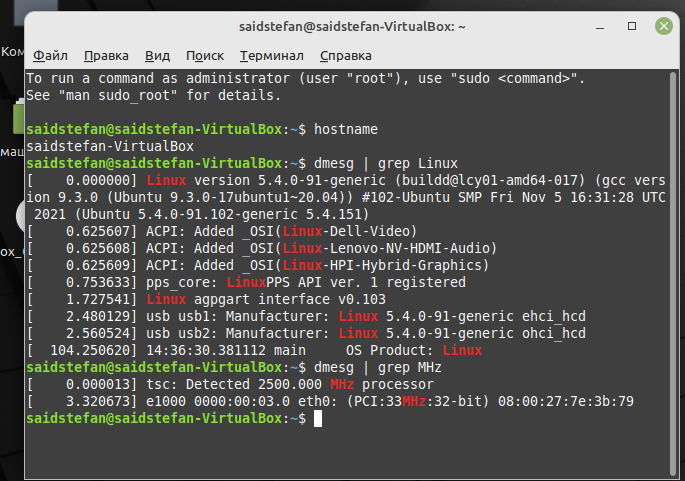 saidstefan@saidstefan-VirtualBox: ~
Файл Правка Вид Поиск Терминал Справка
Ком
маш
ox_
To run a command as administrator (user "root"), use "sudo <command>".
See "man sudo_root" for details.
saidstefan@saidstefan-VirtualBox:~$ hostname
saidstefan-VirtualBox
saidstefan@saidstefan-VirtualBox:~$ dmesg | grep Linux
[    0.000000] Linux version 5.4.0-91-generic (buildd@lcy01-amd64-017) (gcc vers
ion 9.3.0 (Ubuntu 9.3.0-17ubuntu1~20.04)) #102-Ubuntu SMP Fri Nov 5 16:31:28 UTC
 2021 (Ubuntu 5.4.0-91.102-generic 5.4.151)
[    0.625607] ACPI: Added _OSI(Linux-Dell-Video)
[    0.625608] ACPI: Added _OSI(Linux-Lenovo-NV-HDMI-Audio)
[    0.625609] ACPI: Added _OSI(Linux-HPI-Hybrid-Graphics)
[    0.753633] pps_core: LinuxPPS API ver. 1 registered
[    1.727541] Linux agpgart interface v0.103
[    2.480129] usb usb1: Manufacturer: Linux 5.4.0-91-generic ehci_hcd
[    2.560524] usb usb2: Manufacturer: Linux 5.4.0-91-generic ohci_hcd
[  104.250620] 14:36:30.381112 main     OS Product: Linux
saidstefan@saidstefan-VirtualBox:~$ dmesg | grep MHz
[    0.000013] tsc: Detected 2500.000 MHz processor
[    3.320673] e1000 0000:00:03.0 eth0: (PCI:33MHz:32-bit) 08:00:27:7e:3b:79
saidstefan@saidstefan-VirtualBox:~$